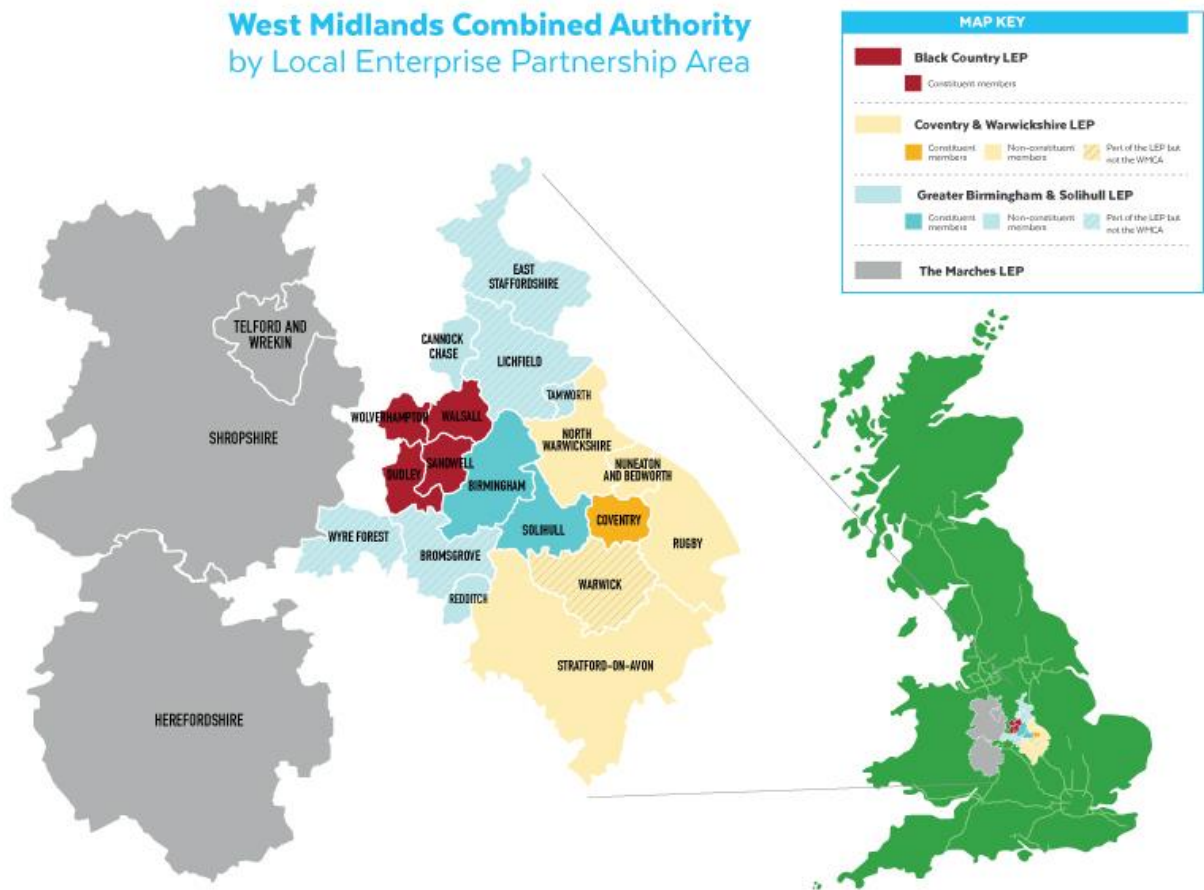 West Midlands Combined Authority
by Local Enterprise Partnership Area
MAP KEY
Black Country LEP
Constituent members
Coventry & Warwickshire LEP
Constituent
members
Non-constituent
members
Part of the LEP but
not the WMCA
Greater Birmingham & Solihull LEP
Constituent
members
Non-constituent
members
Part of the LEP but
not the WMCA
The Marches LEP
EAST
STAFFORDSHIRE
TELFORD AND
WREKIN
CANNOCK
CHASE
LICHFIELD
TAMWORTH
WOLVERHAMPTON
WALSALL
SHROPSHIRE
NORTH
WARWICKSHIRE
SANDWELL
DUDLEY
NUNEATON
AND BEDWORTH
BIRMINGHAM
COVENTRY
SOLIHULL
WYRE FOREST
RUGBY
BROMSGROVE
WARWICK
REDDITCH
STRATFORD-ON-AVON
HEREFORDSHIRE